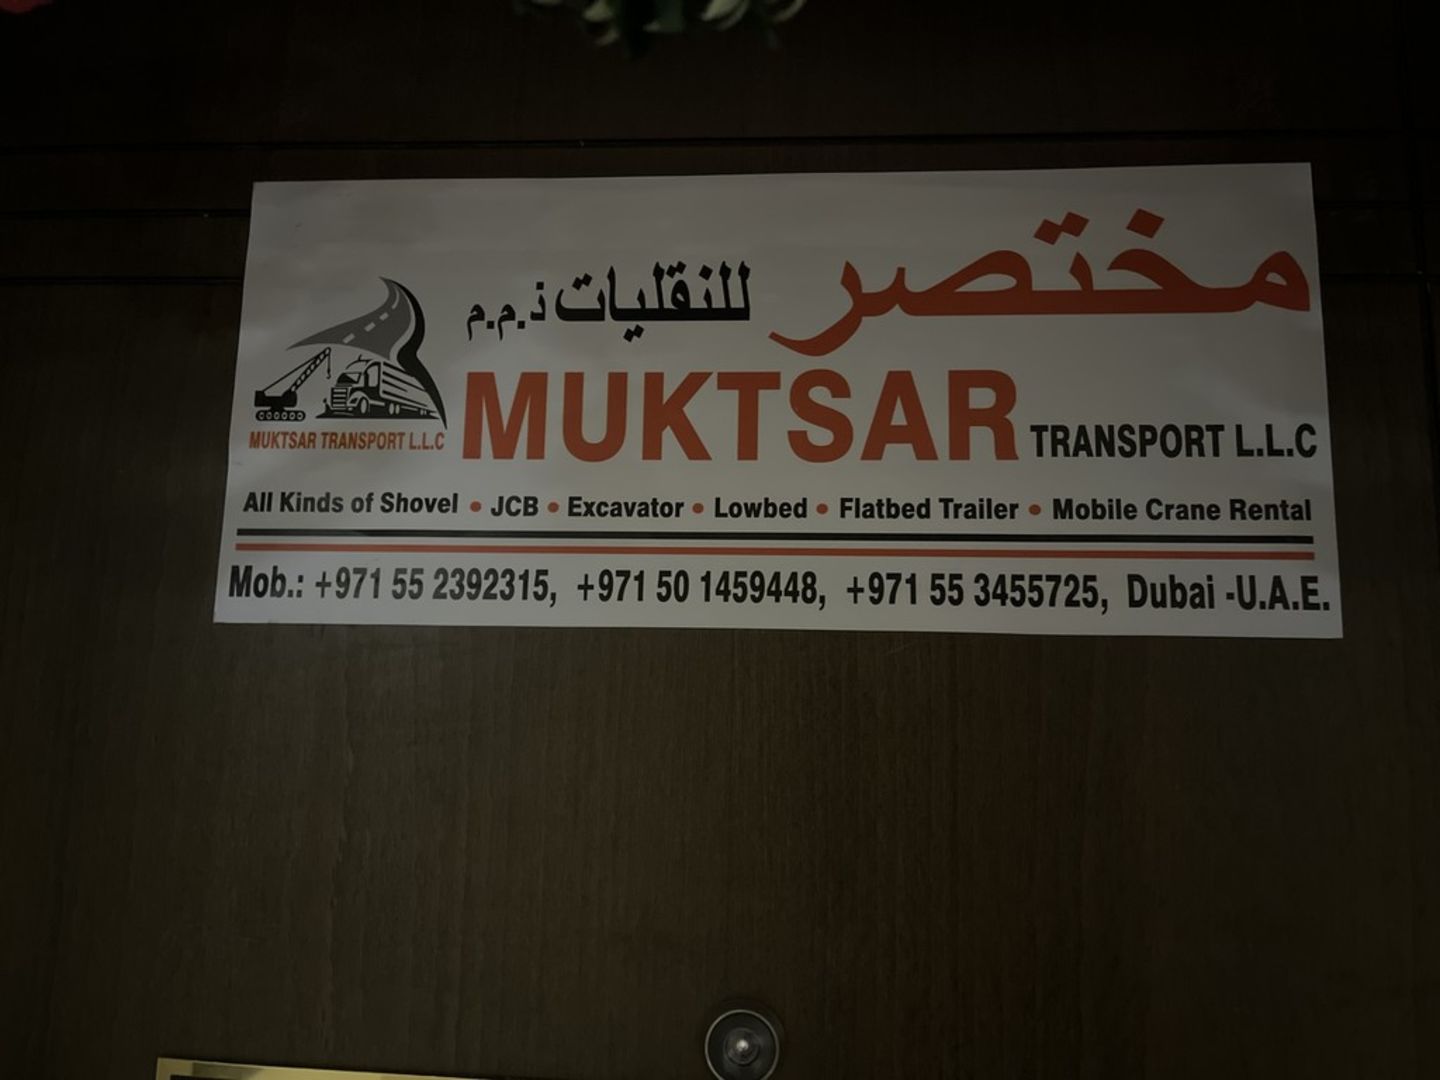 مختصر للنقليات ذ.م.م
MUKTSAR TRANSPORT L.L.C
MUKTSAR TRANSPORT L.L.C
All Kinds of Shovel • JCB • Excavator • Lowbed • Flatbed Trailer • Mobile Crane Rental
Mob.: +971 55 2392315, +971 50 1459448, +971 55 3455725, Dubai -U.A.E.